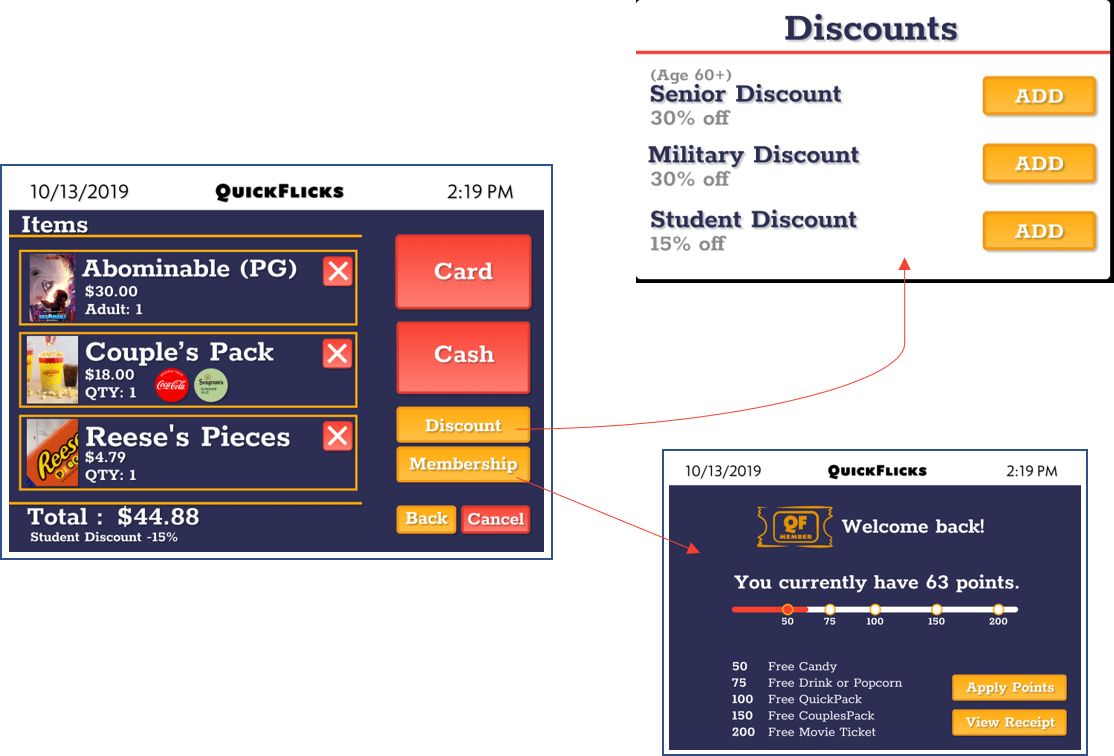 Discounts
(Age 60+)
Senior Discount
30% off
ADD
Military Discount
30% off
ADD
Student Discount
15% off
ADD
10/13/2019 QUICKFLICKS 2:19 PM
Items
Abominable (PG)
$30.00
Adult: 1
Couple's Pack
$18.00
QTY: 1
Coca-Cola
Seagram's
GINGER
ALE
Reese's Pieces
$4.79
QTY: 1
Total : $44.88
Student Discount -15%
Card
Cash
Discount
Membership
Back Cancel
10/13/2019 QUICKFLICKS 2:19 PM
QF
MEMBER
Welcome back!
You currently have 63 points.
50 75 100 150 200
50 Free Candy
75 Free Drink or Popcorn
100 Free QuickPack
150 Free CouplesPack
200 Free Movie Ticket
Apply Points
View Receipt